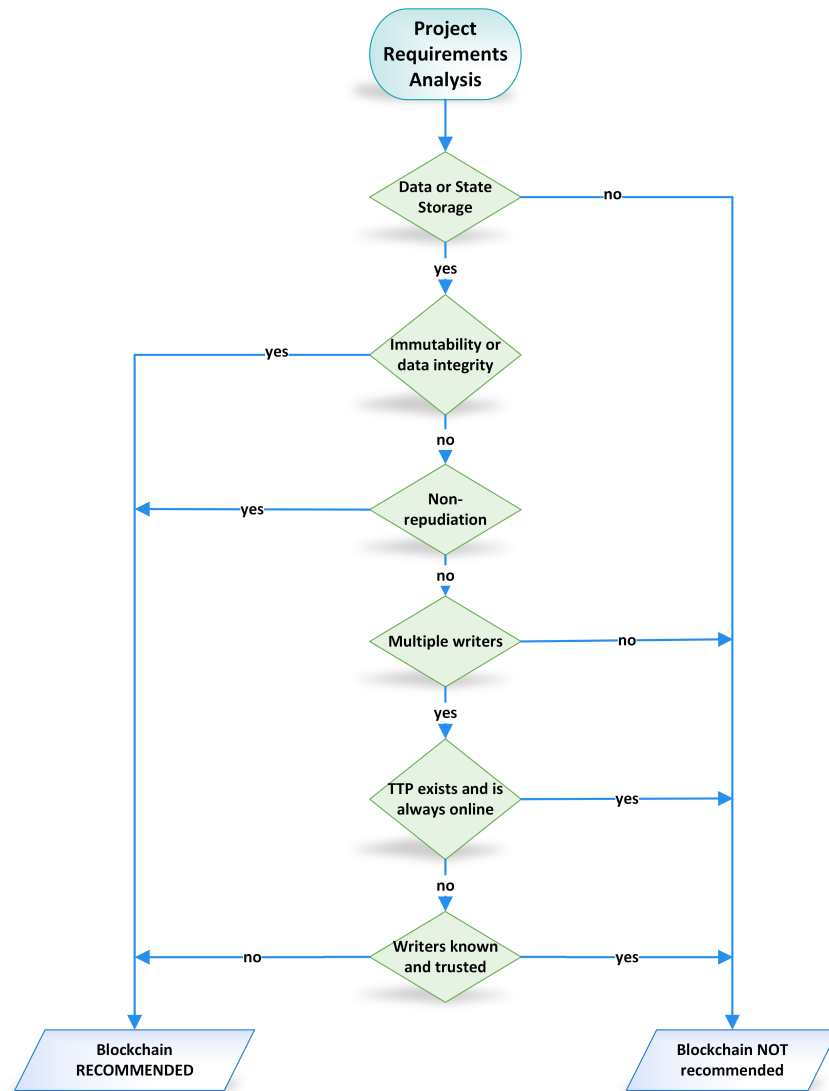 Project
Requirements
Analysis
Data or State
Storage
no
yes
Immutability or
data integrity
yes
no
Non-
repudiation
yes
no
Multiple writers
no
yes
TTP exists and is
always online
yes
no
Writers known
and trusted
no
yes
Blockchain
RECOMMENDED
Blockchain NOT
recommended